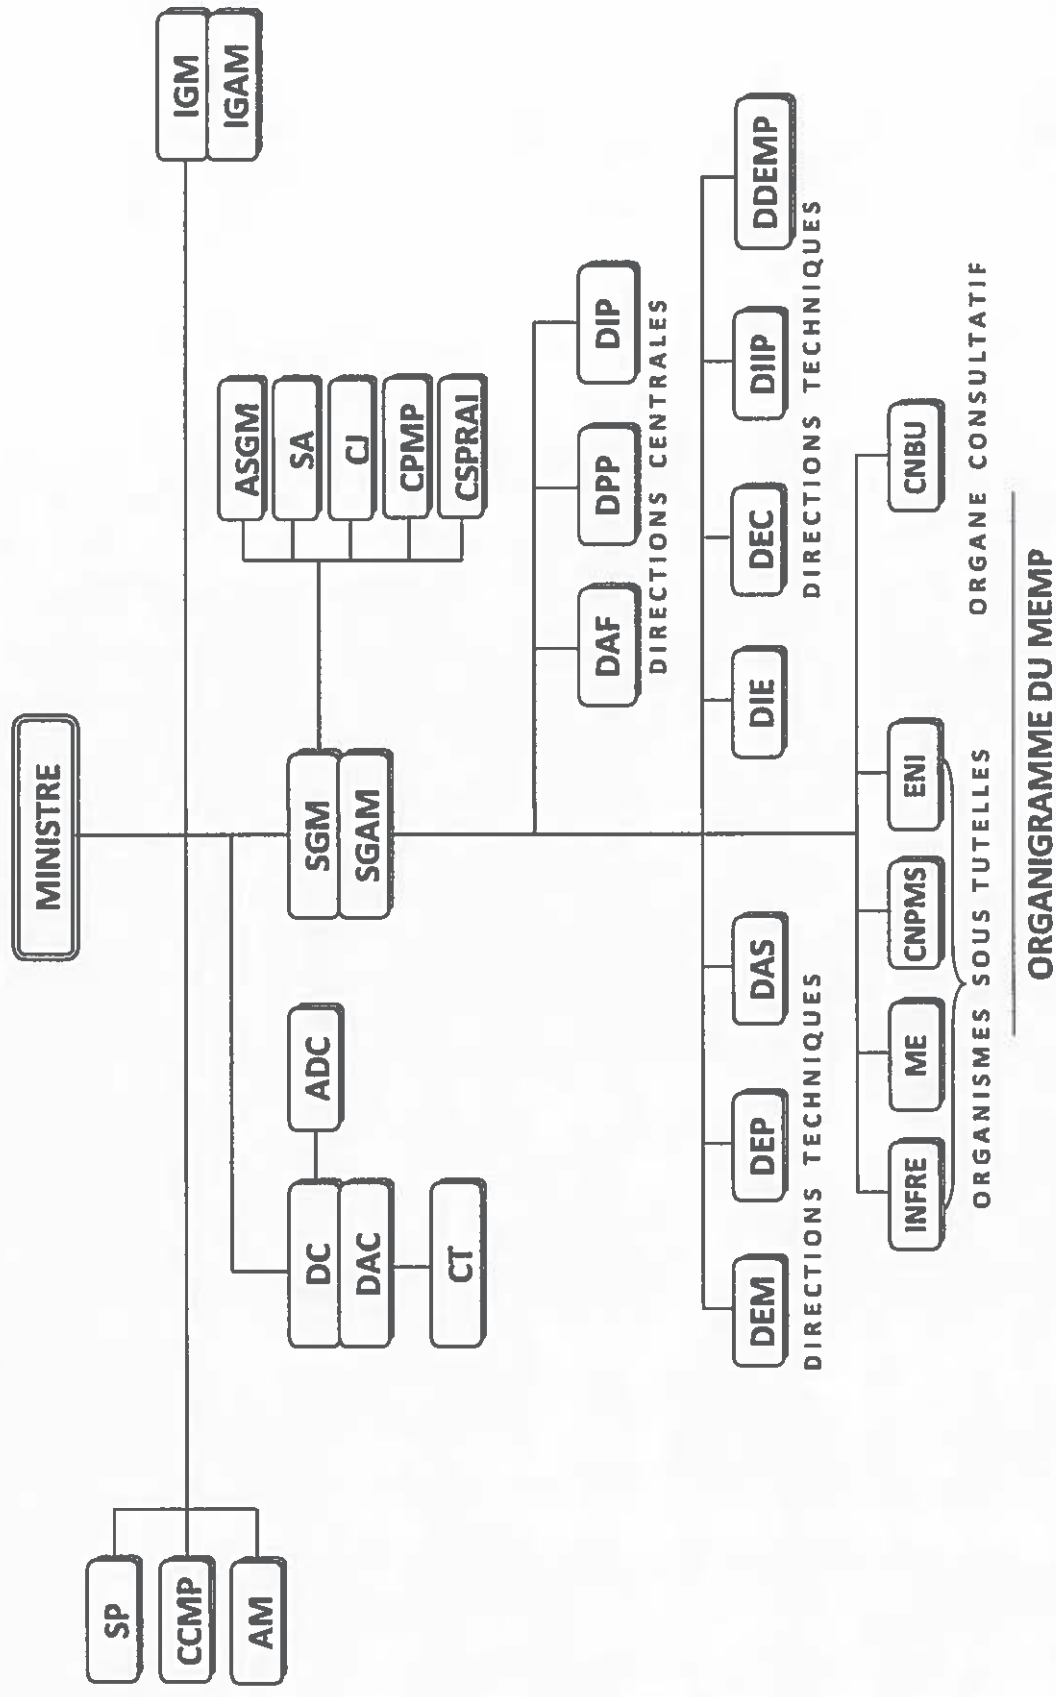 MINISTRE
SP
CCMP
AM
IGM
IGAM
DC
DAC
ADC
CT
SGM
SGAM
ASGM
SA
CJ
CPMP
CSPRAI
DAF
DPP
DIP
DIRECTIONS CENTRALES
DEM
DEP
DAS
DIE
DEC
DIIP
DDEMP
DIRECTIONS TECHNIQUES
DIRECTIONS TECHNIQUES
INFRE
ME
CNPMS
ENI
CNBU
ORGANISMES SOUS TUTELLES
ORGANE CONSULTATIF
ORGANIGRAMME DU MEMP